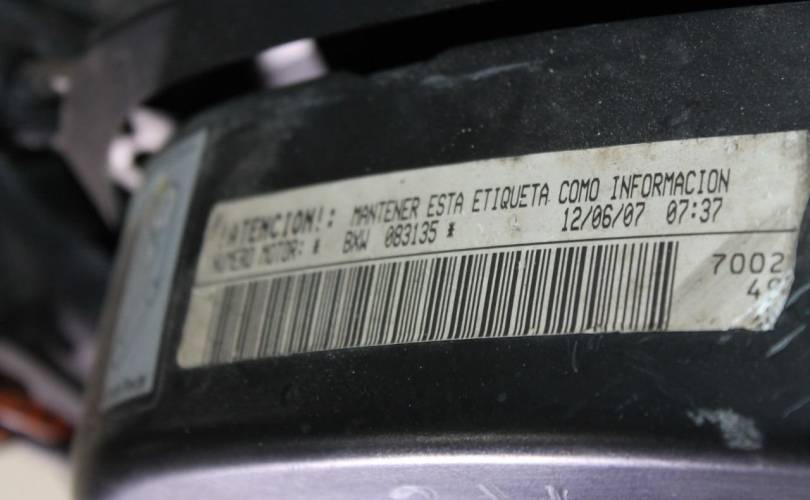 ¡ATENCION!: MANTENER ESTA ETIQUETA COMO INFORMACION
NUMERO MOTOR: * BXW 083135 * 12/06/07 07:37
7002